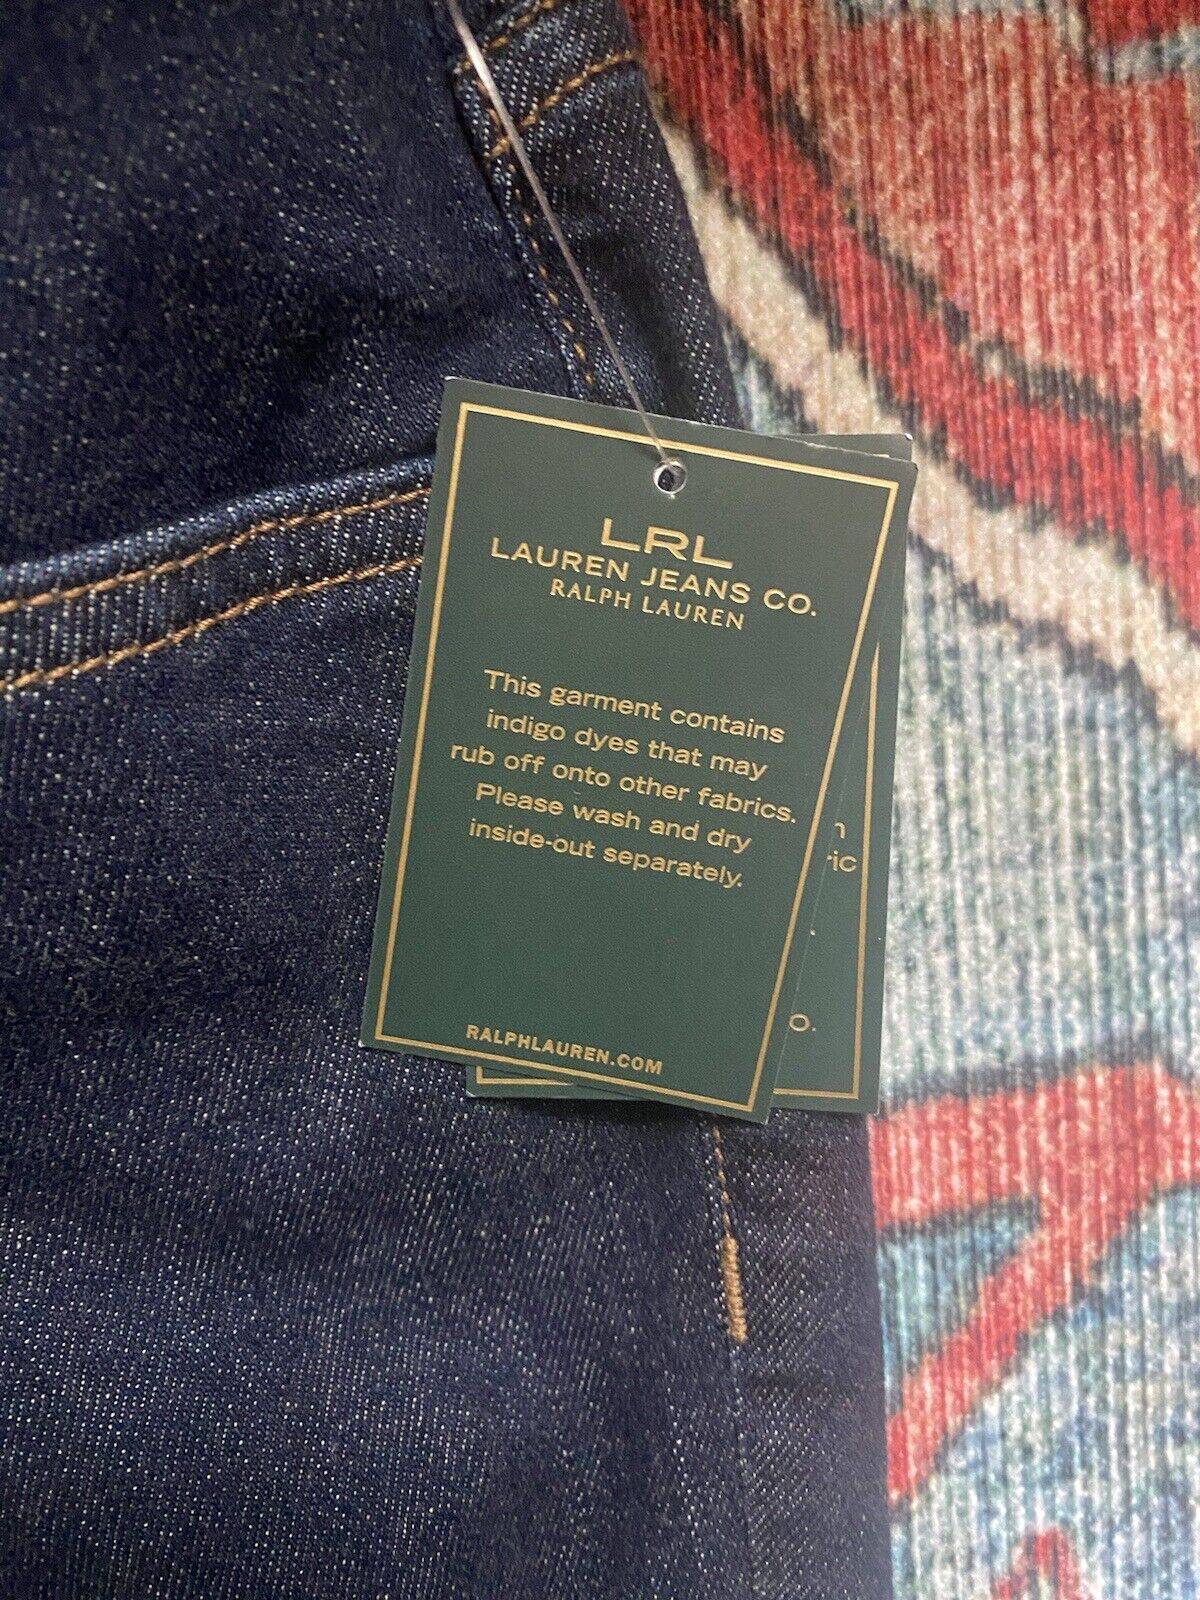 LRL
LAUREN JEANS CO.
RALPH LAUREN
This garment contains
indigo dyes that may
rub off onto other fabrics.
Please wash and dry
inside-out separately.
RALPHLAUREN.COM